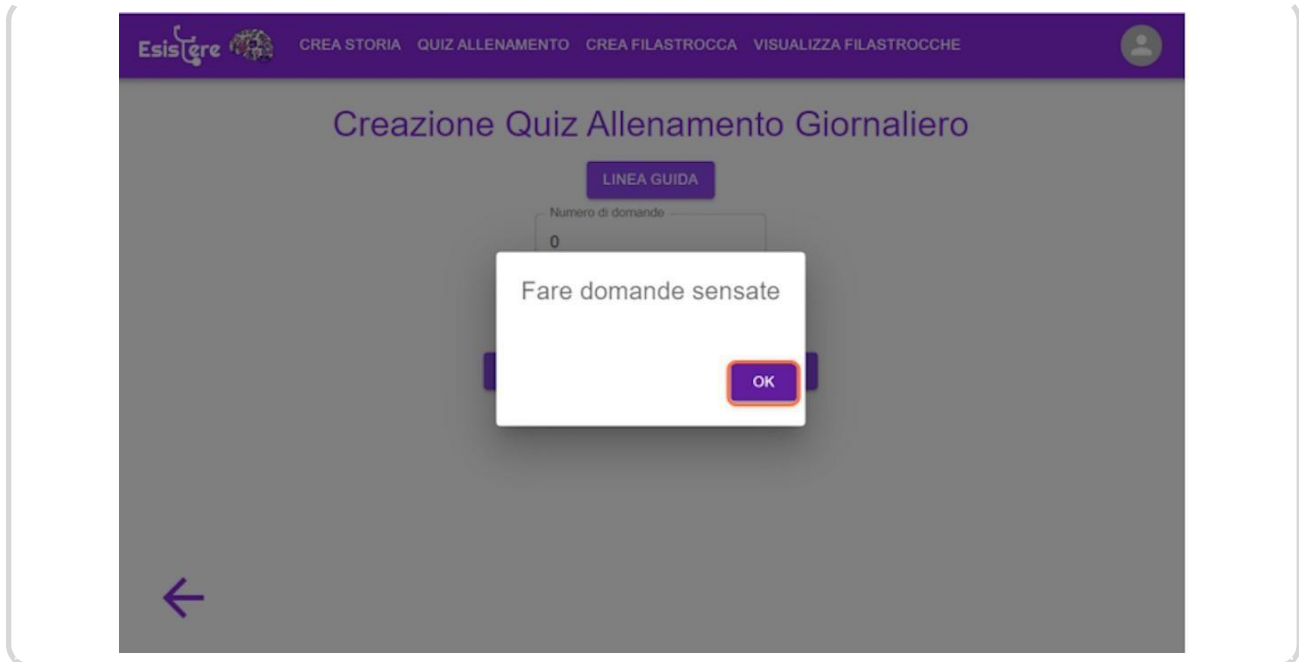 Esistere CREA STORIA QUIZ ALLENAMENTO CREA FILASTROCCA VISUALIZZA FILASTROCCHE
Creazione Quiz Allenamento Giornaliero
LINEA GUIDA
Numero di domande
0
Fare domande sensate
OK